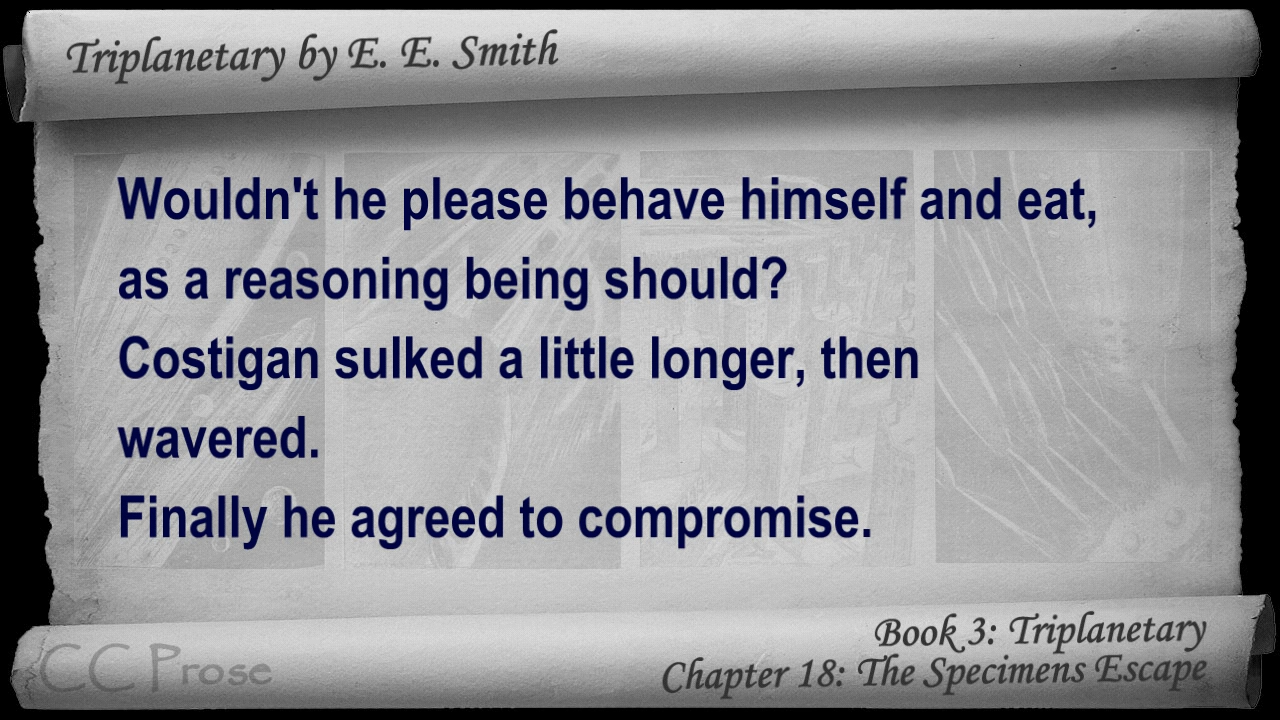 Triplanetary by E. E. Smith
Wouldn't he please behave himself and eat,
as a reasoning being should?
Costigan sulked a little longer, then
wavered.
Finally he agreed to compromise.
Book 3: Triplanetary
Chapter 18: The Specimens Escape
CC Prose